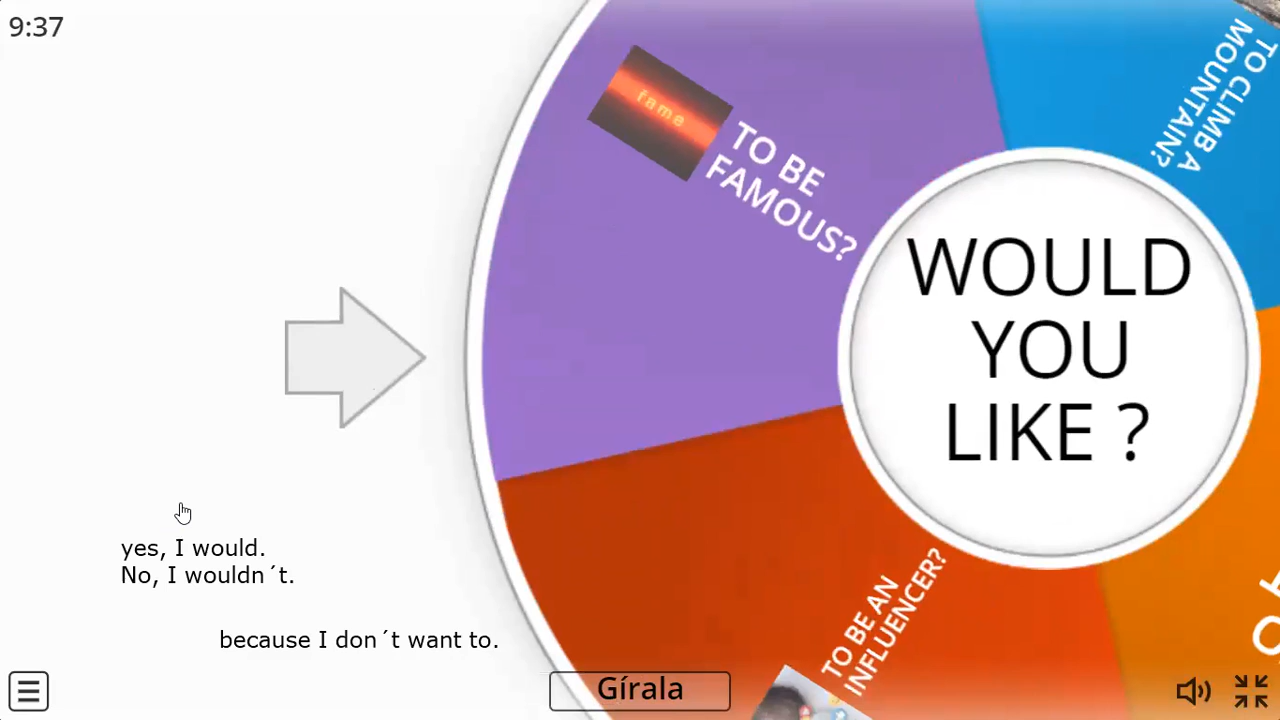 9:37
fame
TO BE
FAMOUS?
TO CLIMB A
MOUNTAIN?
WOULD
YOU
LIKE ?
yes, I would.
No, I wouldn´t.
because I don´t want to.
TO BE AN
INFLUENCER?
Gírala